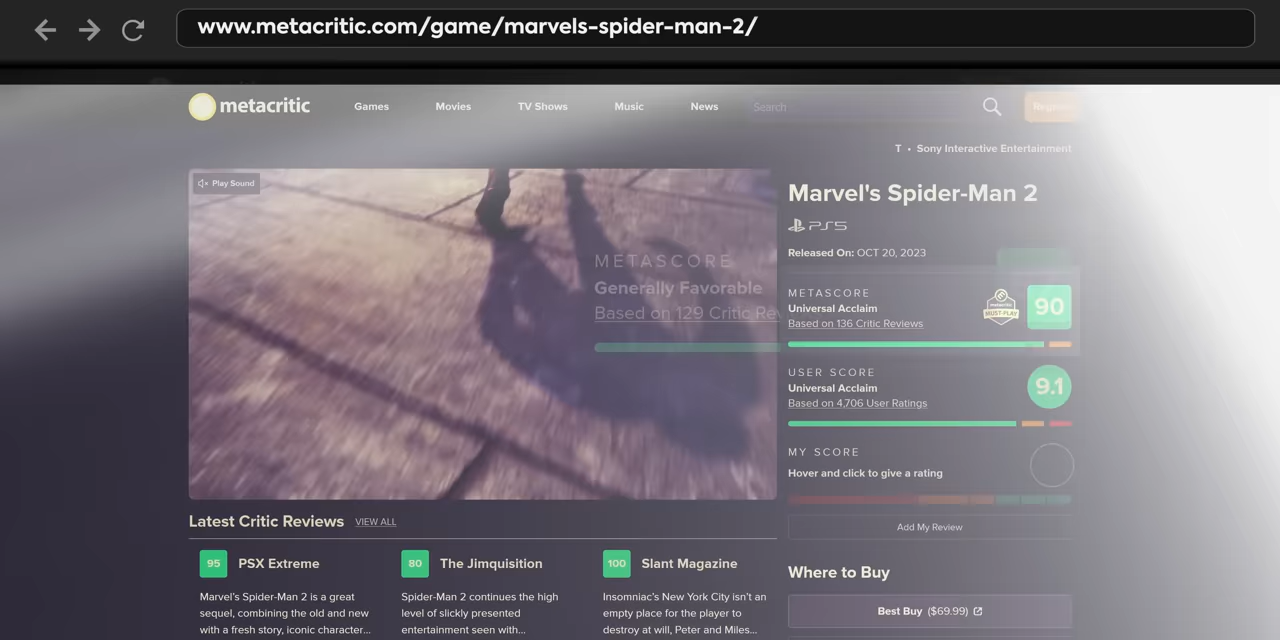 www.metacritic.com/game/marvels-spider-man-2/
metacritic
Games
Movies
TV Shows
Music
News
Search
Register
T • Sony Interactive Entertainment
Play Sound
Marvel's Spider-Man 2
PS5
Released On: OCT 20, 2023
METASCORE
Generally Favorable
Based on 129 Critic Rev
METASCORE
Universal Acclaim
Based on 136 Critic Reviews
metacritic
MUST-PLAY
90
USER SCORE
Universal Acclaim
Based on 4,706 User Ratings
9.1
MY SCORE
Hover and click to give a rating
Add My Review
Latest Critic Reviews VIEW ALL
95 PSX Extreme
Marvel's Spider-Man 2 is a great
sequel, combining the old and new
with a fresh story, iconic character...
80 The Jimquisition
Spider-Man 2 continues the high
level of slickly presented
entertainment seen with...
100 Slant Magazine
Insomniac's New York City isn't an
empty place for the player to
destroy at will, Peter and Miles...
Where to Buy
Best Buy ($69.99)